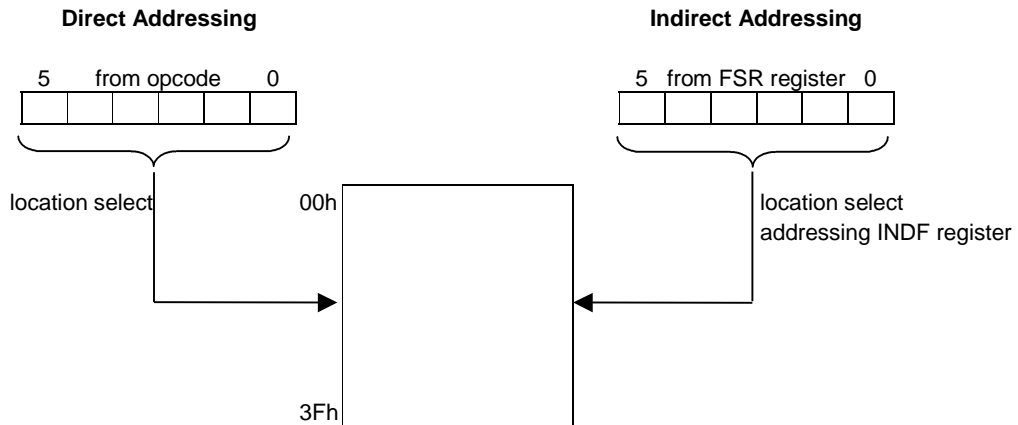 Direct Addressing
Indirect Addressing
5 from opcode 0
5 from FSR register 0
location select
00h
location select
addressing INDF register
3Fh